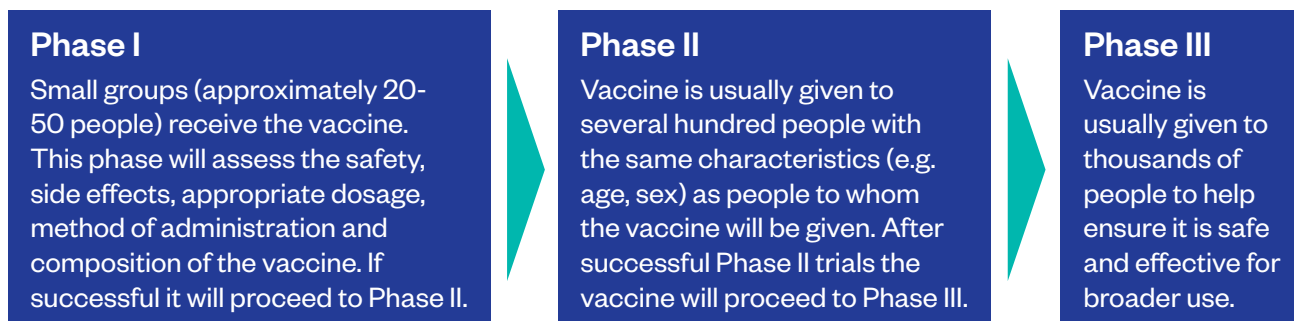 Phase I
Small groups (approximately 20-
50 people) receive the vaccine.
This phase will assess the safety,
side effects, appropriate dosage,
method of administration and
composition of the vaccine. If
successful it will proceed to Phase II.
Phase II
Vaccine is usually given to
several hundred people with
the same characteristics (e.g.
age, sex) as people to whom
the vaccine will be given. After
successful Phase II trials the
vaccine will proceed to Phase III.
Phase III
Vaccine is
usually given to
thousands of
people to help
ensure it is safe
and effective for
broader use.